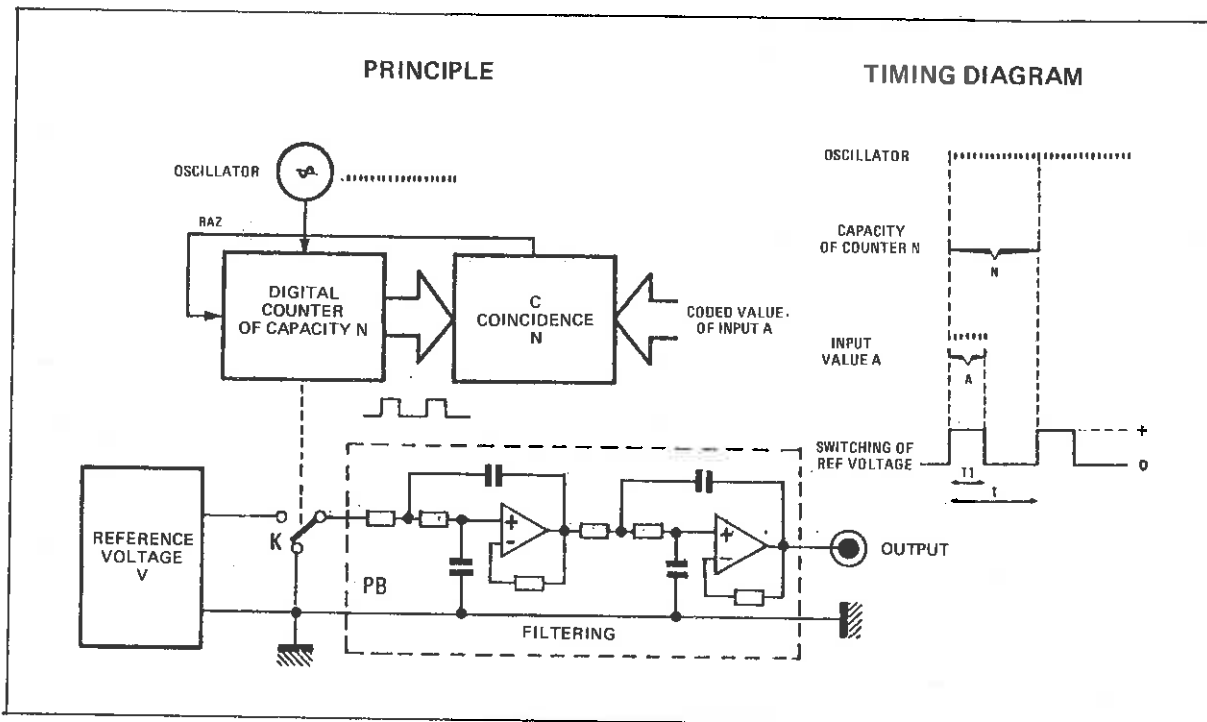 PRINCIPLE
OSCILLATOR
RAZ
DIGITAL
COUNTER
OF CAPACITY N
C
COINCIDENCE
N
CODED VALUE.
OF INPUT A
REFERENCE
VOLTAGE
V
K
PB
+
−
+
−
FILTERING
OUTPUT
TIMING DIAGRAM
OSCILLATOR
CAPACITY
OF COUNTER N
N
INPUT
VALUE A
A
SWITCHING OF
REF VOLTAGE
+
0
T1
T